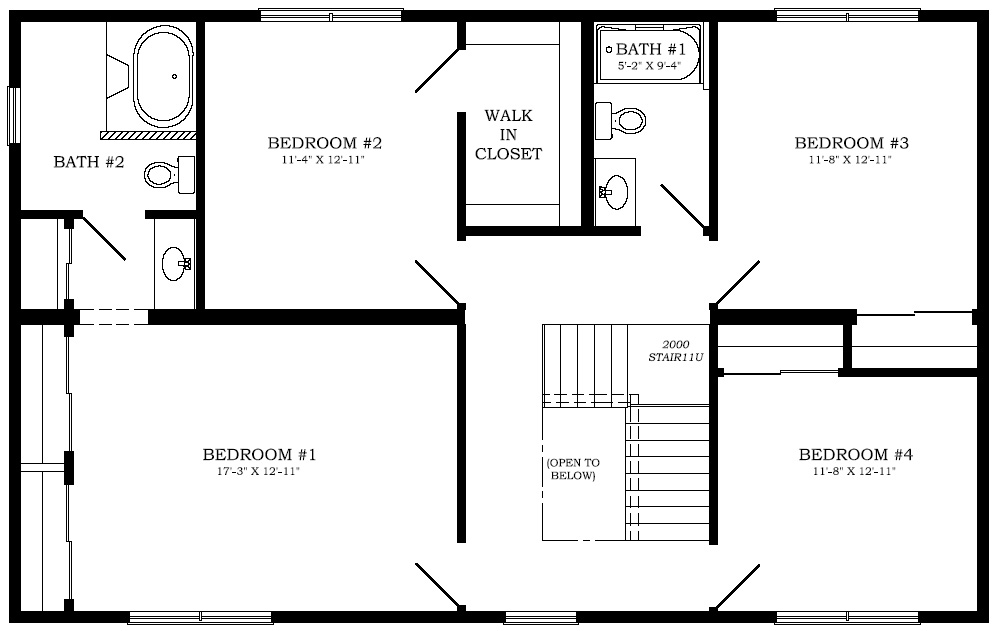 BATH #1
5'-2" X 9'-4"
BEDROOM #2
11'-4" X 12'-11"
WALK
IN
CLOSET
BEDROOM #3
11'-8" X 12'-11"
BATH #2
2000
STAIR11U
BEDROOM #1
17'-3" X 12'-11"
(OPEN TO
BELOW)
BEDROOM #4
11'-8" X 12'-11"